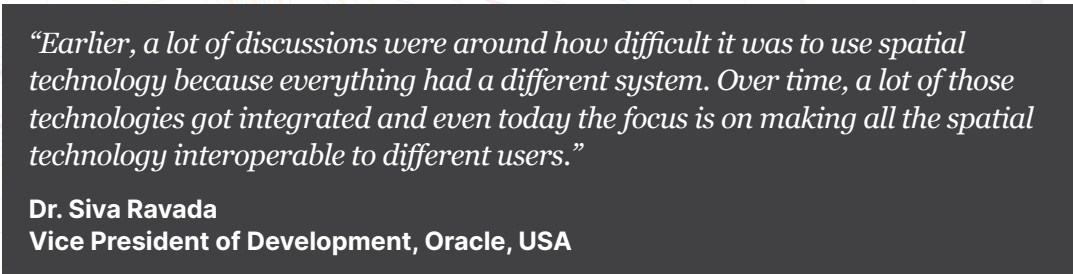 “Earlier, a lot of discussions were around how difficult it was to use spatial
technology because everything had a different system. Over time, a lot of those
technologies got integrated and even today the focus is on making all the spatial
technology interoperable to different users.”
Dr. Siva Ravada
Vice President of Development, Oracle, USA